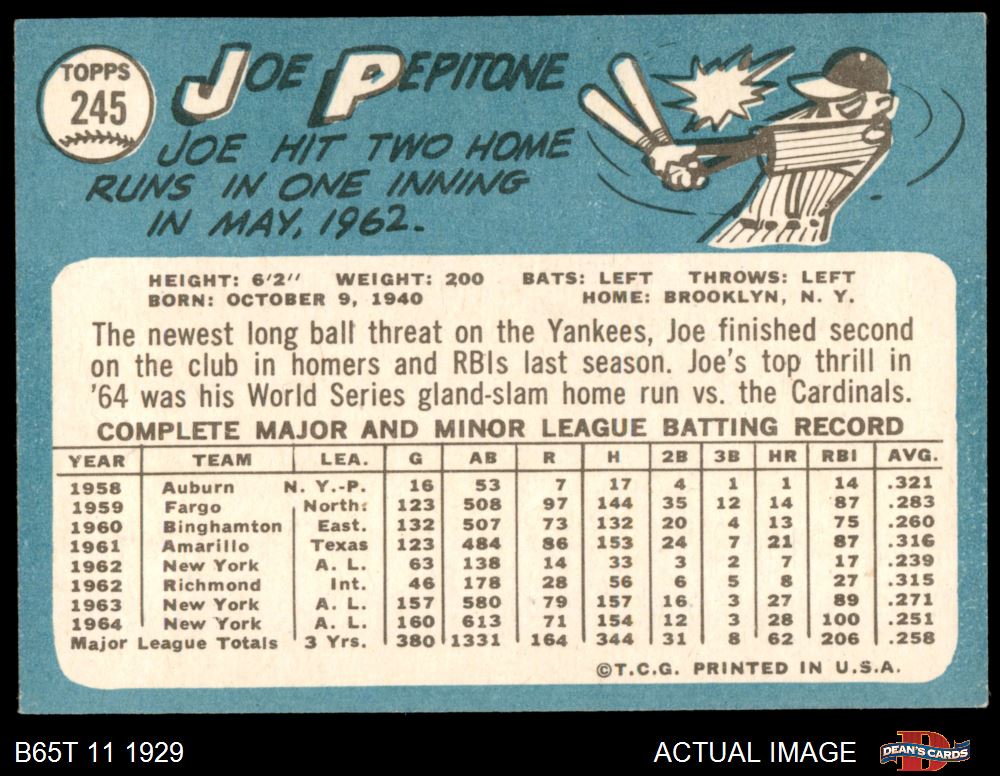 TOPPS
245
JOE PEPITONE
JOE HIT TWO HOME
RUNS IN ONE INNING
IN MAY, 1962.
HEIGHT: 6'2" WEIGHT: 200 BATS: LEFT THROWS: LEFT
BORN: OCTOBER 9, 1940 HOME: BROOKLYN, N. Y.
The newest long ball threat on the Yankees, Joe finished second
on the club in homers and RBIs last season. Joe's top thrill in
'64 was his World Series gland-slam home run vs. the Cardinals.
COMPLETE MAJOR AND MINOR LEAGUE BATTING RECORD
YEAR TEAM LEA. G AB R H 2B 3B HR RBI AVG.
1958 Auburn N. Y.-P. 16 53 7 17 4 1 1 14 .321
1959 Fargo North. 123 508 97 144 35 12 14 87 .283
1960 Binghamton East. 132 507 73 132 20 4 13 75 .260
1961 Amarillo Texas 123 484 86 153 24 7 21 87 .316
1962 New York A. L. 63 138 14 33 3 2 7 17 .239
1962 Richmond Int. 46 178 28 56 6 5 8 27 .315
1963 New York A. L. 157 580 79 157 16 3 27 89 .271
1964 New York A. L. 160 613 71 154 12 3 28 100 .251
Major League Totals 3 Yrs. 380 1331 164 344 31 8 62 206 .258
©T.C.G. PRINTED IN U.S.A.
B65T 11 1929 ACTUAL IMAGE DEAN'S CARDS